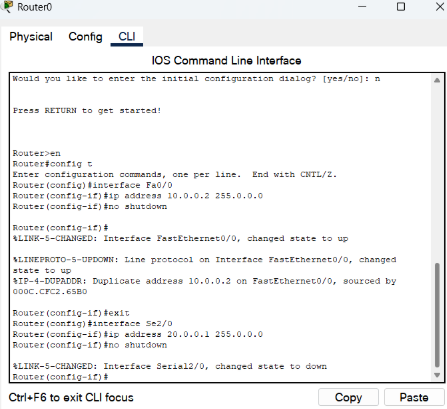 Router0
Physical Config CLI
IOS Command Line Interface
Would you like to enter the initial configuration dialog? [yes/no]: n
Press RETURN to get started!
Router>en
Router#config t
Enter configuration commands, one per line. End with CNTL/Z.
Router(config)#interface Fa0/0
Router(config-if)#ip address 10.0.0.2 255.0.0.0
Router(config-if)#no shutdown
Router(config-if)#
%LINK-5-CHANGED: Interface FastEthernet0/0, changed state to up
%LINEPROTO-5-UPDOWN: Line protocol on Interface FastEthernet0/0, changed
state to up
%IP-4-DUPADDR: Duplicate address 10.0.0.2 on FastEthernet0/0, sourced by
000C.CFC2.65B0
Router(config-if)#exit
Router(config)#interface Se2/0
Router(config-if)#ip address 20.0.0.1 255.0.0.0
Router(config-if)#no shutdown
%LINK-5-CHANGED: Interface Serial2/0, changed state to down
Router(config-if)#
Ctrl+F6 to exit CLI focus
Copy Paste